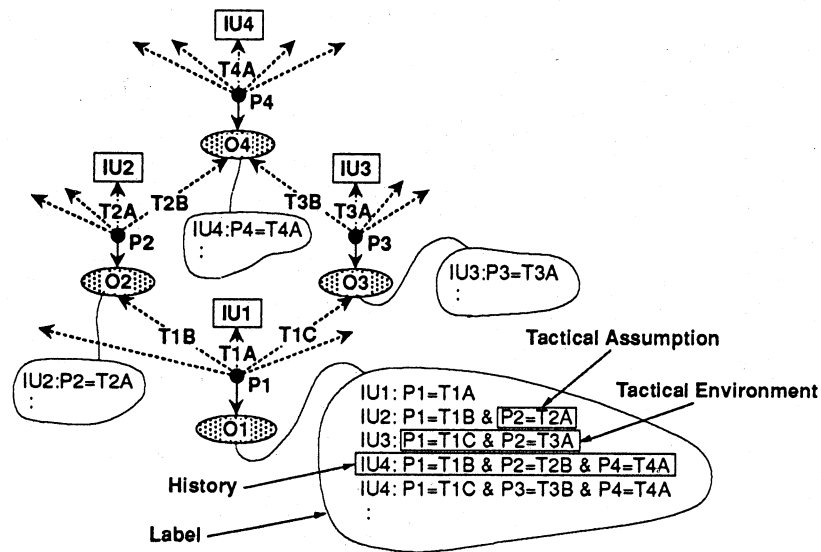 IU4
T4A
P4
O4
IU2
IU3
T2A
T2B
T3B
T3A
P2
IU4:P4=T4A
:
P3
O2
O3
IU3:P3=T3A
:
IU1
T1B
T1A
T1C
P1
IU2:P2=T2A
:
O1
Tactical Assumption
Tactical Environment
IU1: P1=T1A
IU2: P1=T1B & P2=T2A
IU3: P1=T1C & P2=T3A
IU4: P1=T1B & P2=T2B & P4=T4A
IU4: P1=T1C & P3=T3B & P4=T4A
:
History
Label